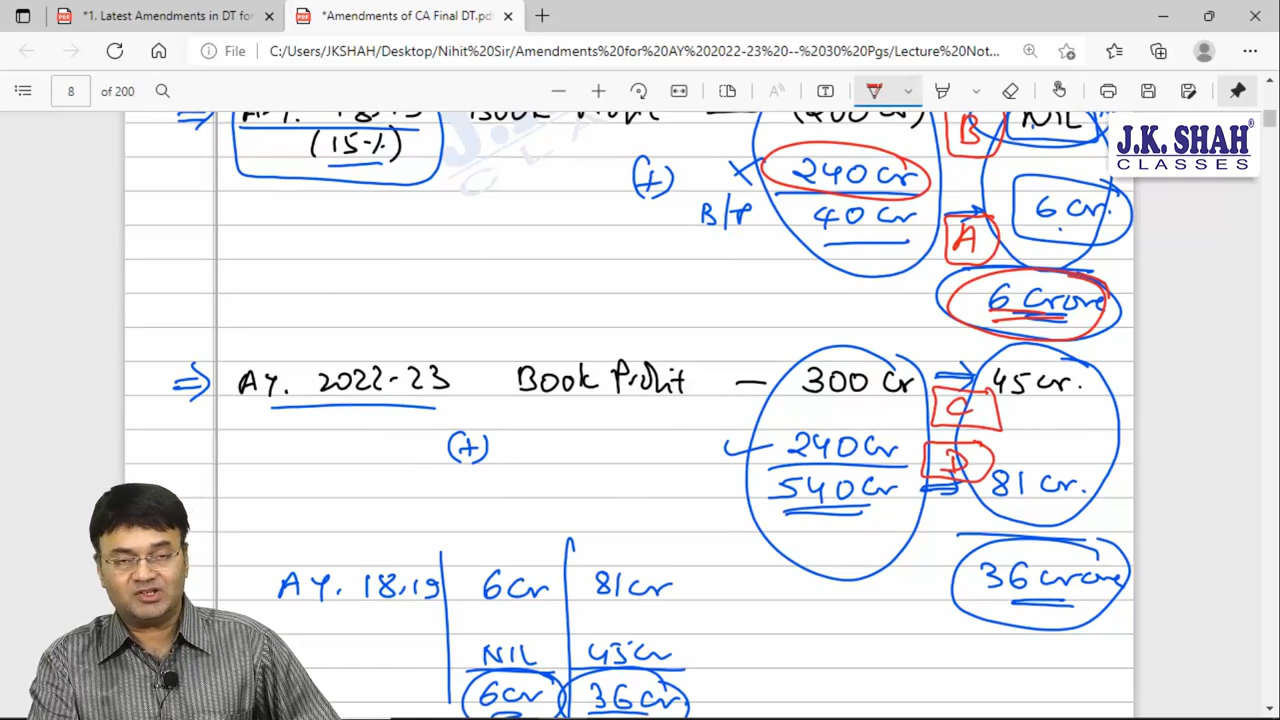 *1. Latest Amendments in DT for
*Amendments of CA Final DT.pd
File C:/Users/JKSHAH/Desktop/Nihit%20Sir/Amendments%20for%20AY%202022-23%20--%2030%20Pgs/Lecture%20Not...
8 of 200
J.K. SHAH®
CLASSES
B NIL
(15%)
(+) 240 Cr
B/P 40 Cr A 6 Cr.
6 Crore
⇒ AY. 2022-23 Book Profit — 300 Cr ⇒ 45 Cr.
C
(+) 240 Cr
D
540 Cr ⇒ 81 Cr.
36 crore
AY. 18.19 6 Cr 81 Cr
NIL 45 Cr
6 Cr 36 Cr